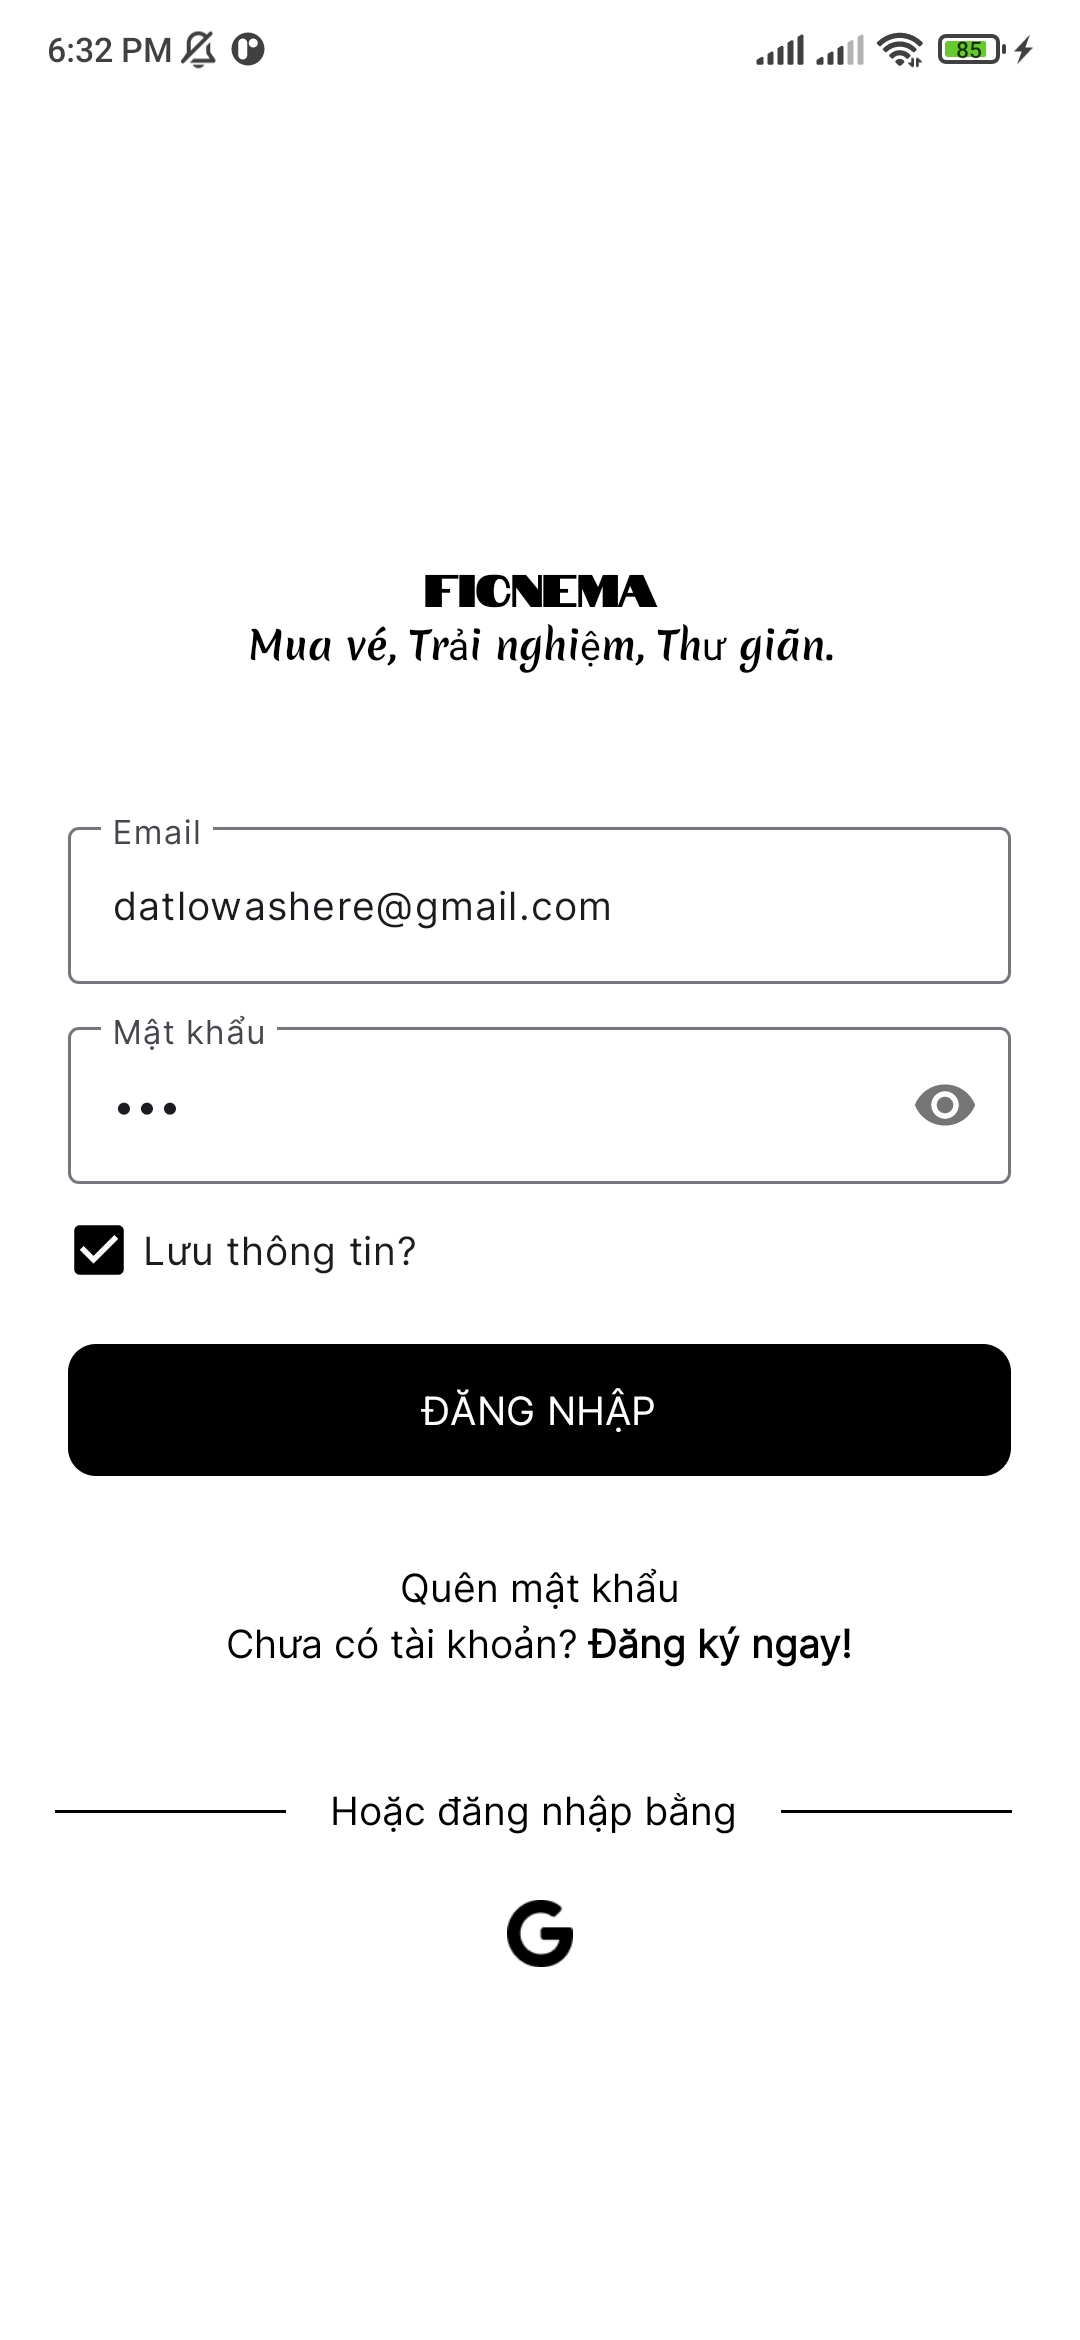 6:32 PM
85
FICNEMA
Mua vé, Trải nghiệm, Thư giãn.
Email
datlowashere@gmail.com
Mật khẩu
•••
Lưu thông tin?
ĐĂNG NHẬP
Quên mật khẩu
Chưa có tài khoản? Đăng ký ngay!
Hoặc đăng nhập bằng
G